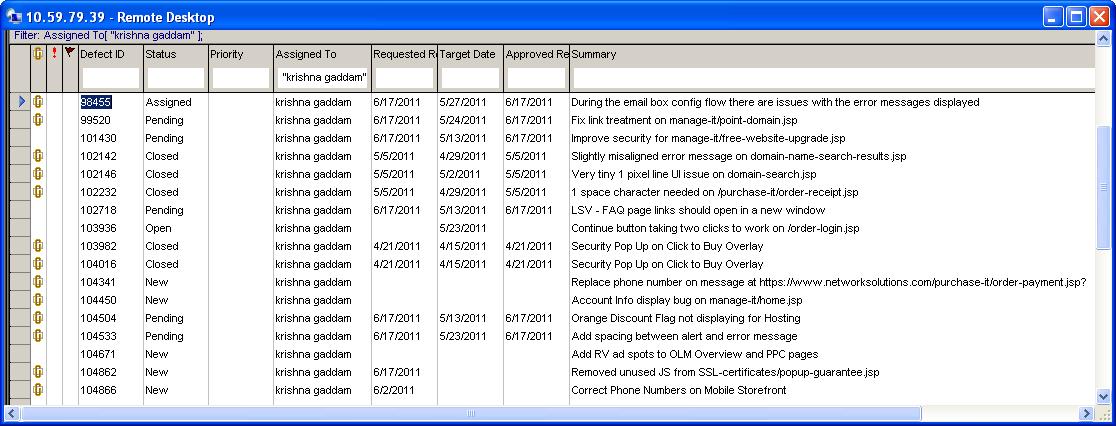 10.59.79.39 - Remote Desktop
Filter: Assigned To[ "krishna gaddam" ];
Defect ID Status Priority Assigned To Requested Re Target Date Approved Re Summary
"krishna gaddam"
98455 Assigned krishna gaddam 6/17/2011 5/27/2011 6/17/2011 During the email box config flow there are issues with the error messages displayed
99520 Pending krishna gaddam 6/17/2011 5/24/2011 6/17/2011 Fix link treatment on manage-it/point-domain.jsp
101430 Pending krishna gaddam 6/17/2011 5/13/2011 6/17/2011 Improve security for manage-it/free-website-upgrade.jsp
102142 Closed krishna gaddam 5/5/2011 4/29/2011 5/5/2011 Slightly misaligned error message on domain-name-search-results.jsp
102146 Closed krishna gaddam 5/5/2011 5/2/2011 5/5/2011 Very tiny 1 pixel line UI issue on domain-search.jsp
102232 Closed krishna gaddam 5/5/2011 4/29/2011 5/5/2011 1 space character needed on /purchase-it/order-receipt.jsp
102718 Pending krishna gaddam 6/17/2011 5/13/2011 6/17/2011 LSV - FAQ page links should open in a new window
103936 Open krishna gaddam 5/23/2011 Continue button taking two clicks to work on /order-login.jsp
103982 Closed krishna gaddam 4/21/2011 4/15/2011 4/21/2011 Security Pop Up on Click to Buy Overlay
104016 Closed krishna gaddam 4/21/2011 4/15/2011 4/21/2011 Security Pop Up on Click to Buy Overlay
104341 New krishna gaddam Replace phone number on message at https://www.networksolutions.com/purchase-it/order-payment.jsp?
104450 New krishna gaddam Account Info display bug on manage-it/home.jsp
104504 Pending krishna gaddam 6/17/2011 5/13/2011 6/17/2011 Orange Discount Flag not displaying for Hosting
104533 Pending krishna gaddam 6/17/2011 5/23/2011 6/17/2011 Add spacing between alert and error message
104671 New krishna gaddam Add RV ad spots to OLM Overview and PPC pages
104862 New krishna gaddam 6/17/2011 Removed unused JS from SSL-certificates/popup-guarantee.jsp
104866 New krishna gaddam 6/2/2011 Correct Phone Numbers on Mobile Storefront